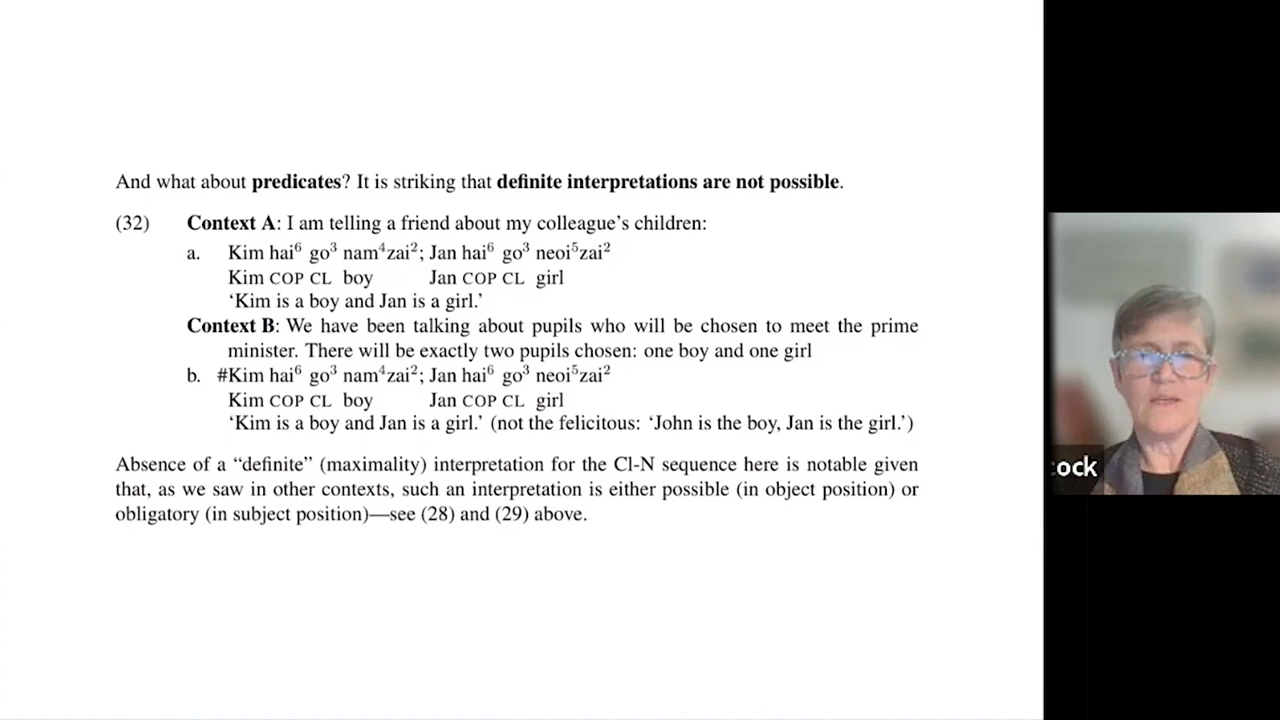 And what about predicates? It is striking that definite interpretations are not possible.
(32) Context A: I am telling a friend about my colleague's children:
a. Kim hai⁶ go³ nam⁴zai²; Jan hai⁶ go³ neoi⁵zai²
Kim COP CL boy Jan COP CL girl
'Kim is a boy and Jan is a girl.'
Context B: We have been talking about pupils who will be chosen to meet the prime
minister. There will be exactly two pupils chosen: one boy and one girl
b. #Kim hai⁶ go³ nam⁴zai²; Jan hai⁶ go³ neoi⁵zai²
Kim COP CL boy Jan COP CL girl
'Kim is a boy and Jan is a girl.' (not the felicitous: 'John is the boy, Jan is the girl.')
Absence of a “definite” (maximality) interpretation for the Cl-N sequence here is notable given
that, as we saw in other contexts, such an interpretation is either possible (in object position) or
obligatory (in subject position)—see (28) and (29) above.
ock